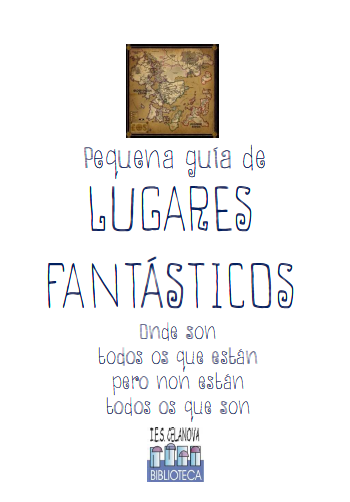 Pequena guía de
LUGARES
FANTÁSTICOS
Onde son
todos os que están
pero non están
todos os que son
I.E.S. CELANOVA
BIBLIOTECA